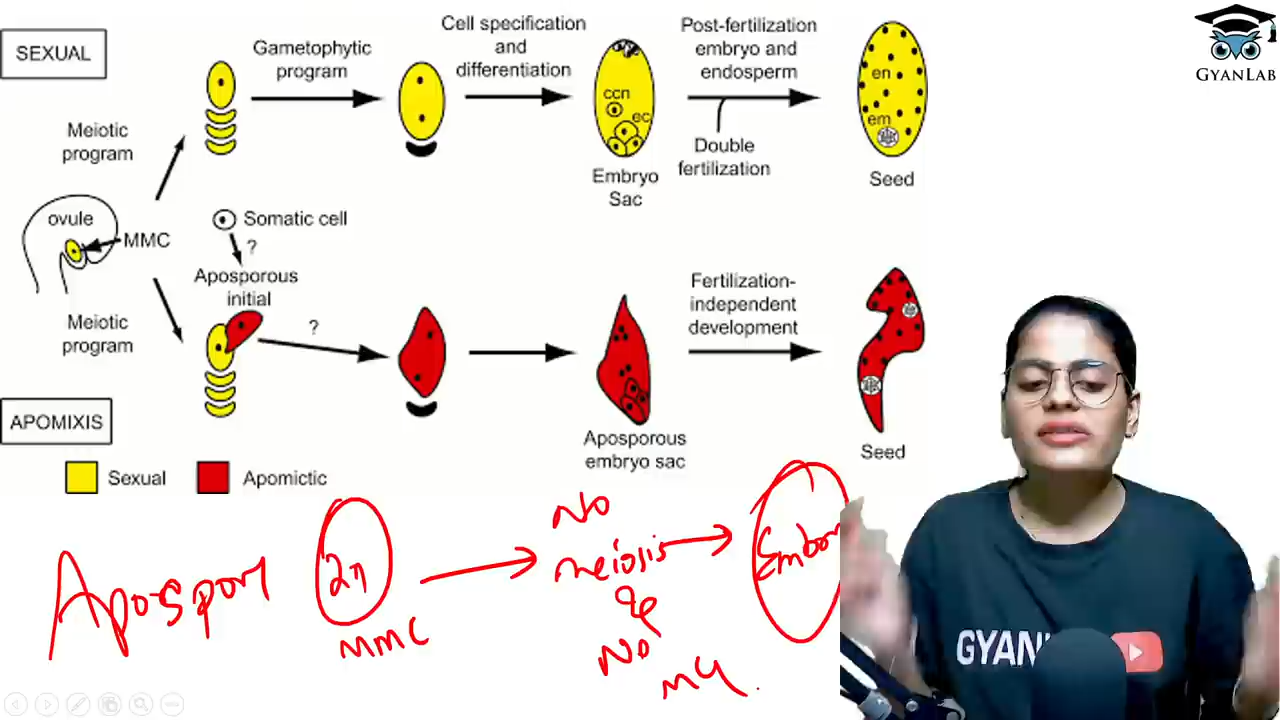 SEXUAL
Gametophytic
program
Cell specification
and
differentiation
Post-fertilization
embryo and
endosperm
GYANLAB
Meiotic
program
ccn
ec
en
em
Double
fertilization
Embryo
Sac
Seed
ovule
MMC
Somatic cell
?
Aposporous
initial
Meiotic
program
?
Fertilization-
independent
development
APOMIXIS
Aposporous
embryo sac
Seed
Sexual
Apomictic
Apospory
2n
MMC
No
meiosis
&
No
MG.
GYAN